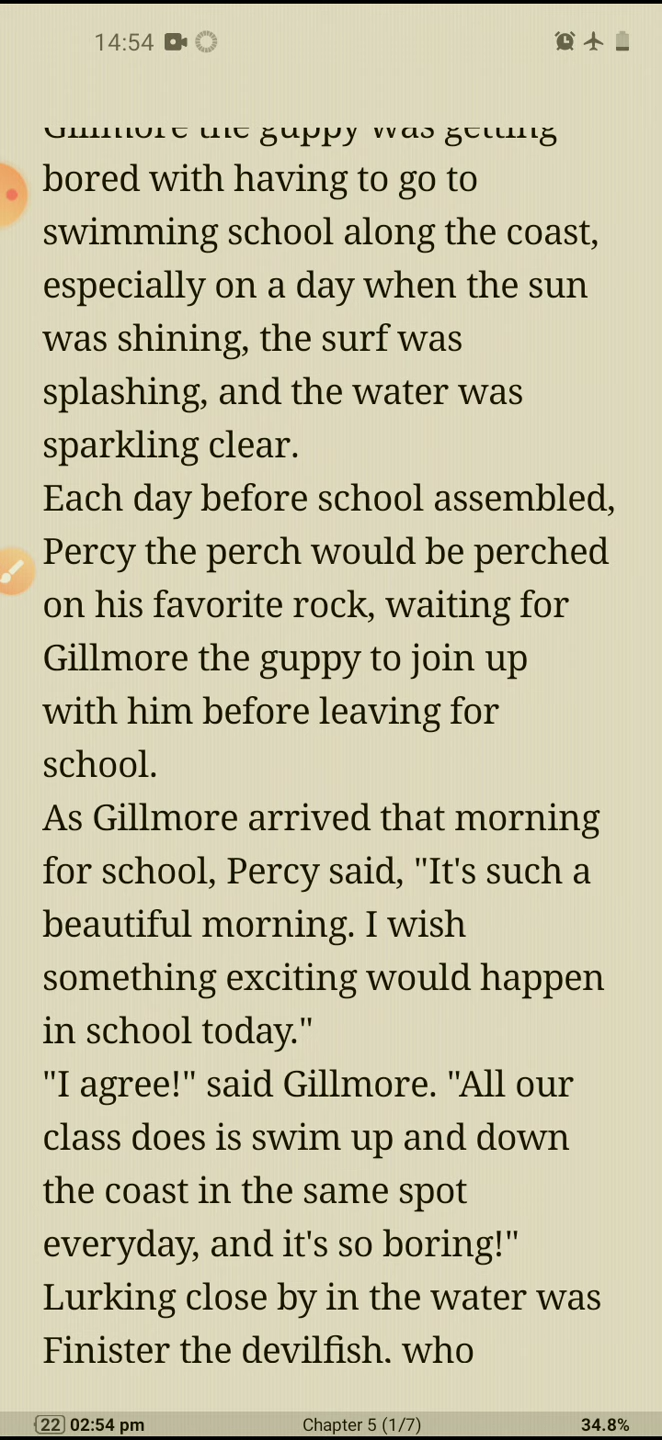 14:54
Gillmore the guppy was getting
bored with having to go to
swimming school along the coast,
especially on a day when the sun
was shining, the surf was
splashing, and the water was
sparkling clear.
Each day before school assembled,
Percy the perch would be perched
on his favorite rock, waiting for
Gillmore the guppy to join up
with him before leaving for
school.
As Gillmore arrived that morning
for school, Percy said, "It's such a
beautiful morning. I wish
something exciting would happen
in school today."
"I agree!" said Gillmore. "All our
class does is swim up and down
the coast in the same spot
everyday, and it's so boring!"
Lurking close by in the water was
Finister the devilfish, who
22 02:54 pm Chapter 5 (1/7) 34.8%